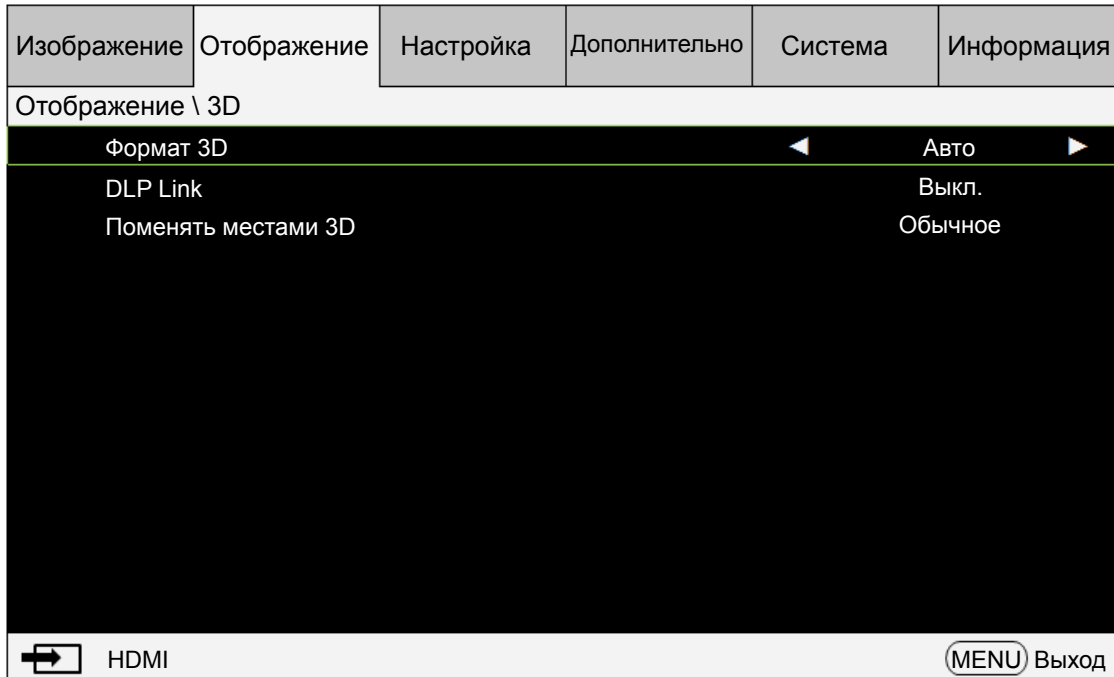 Изображение Отображение Настройка Дополнительно Система Информация
Отображение \ 3D
Формат 3D Авто
DLP Link Выкл.
Поменять местами 3D Обычное
HDMI MENU Выход